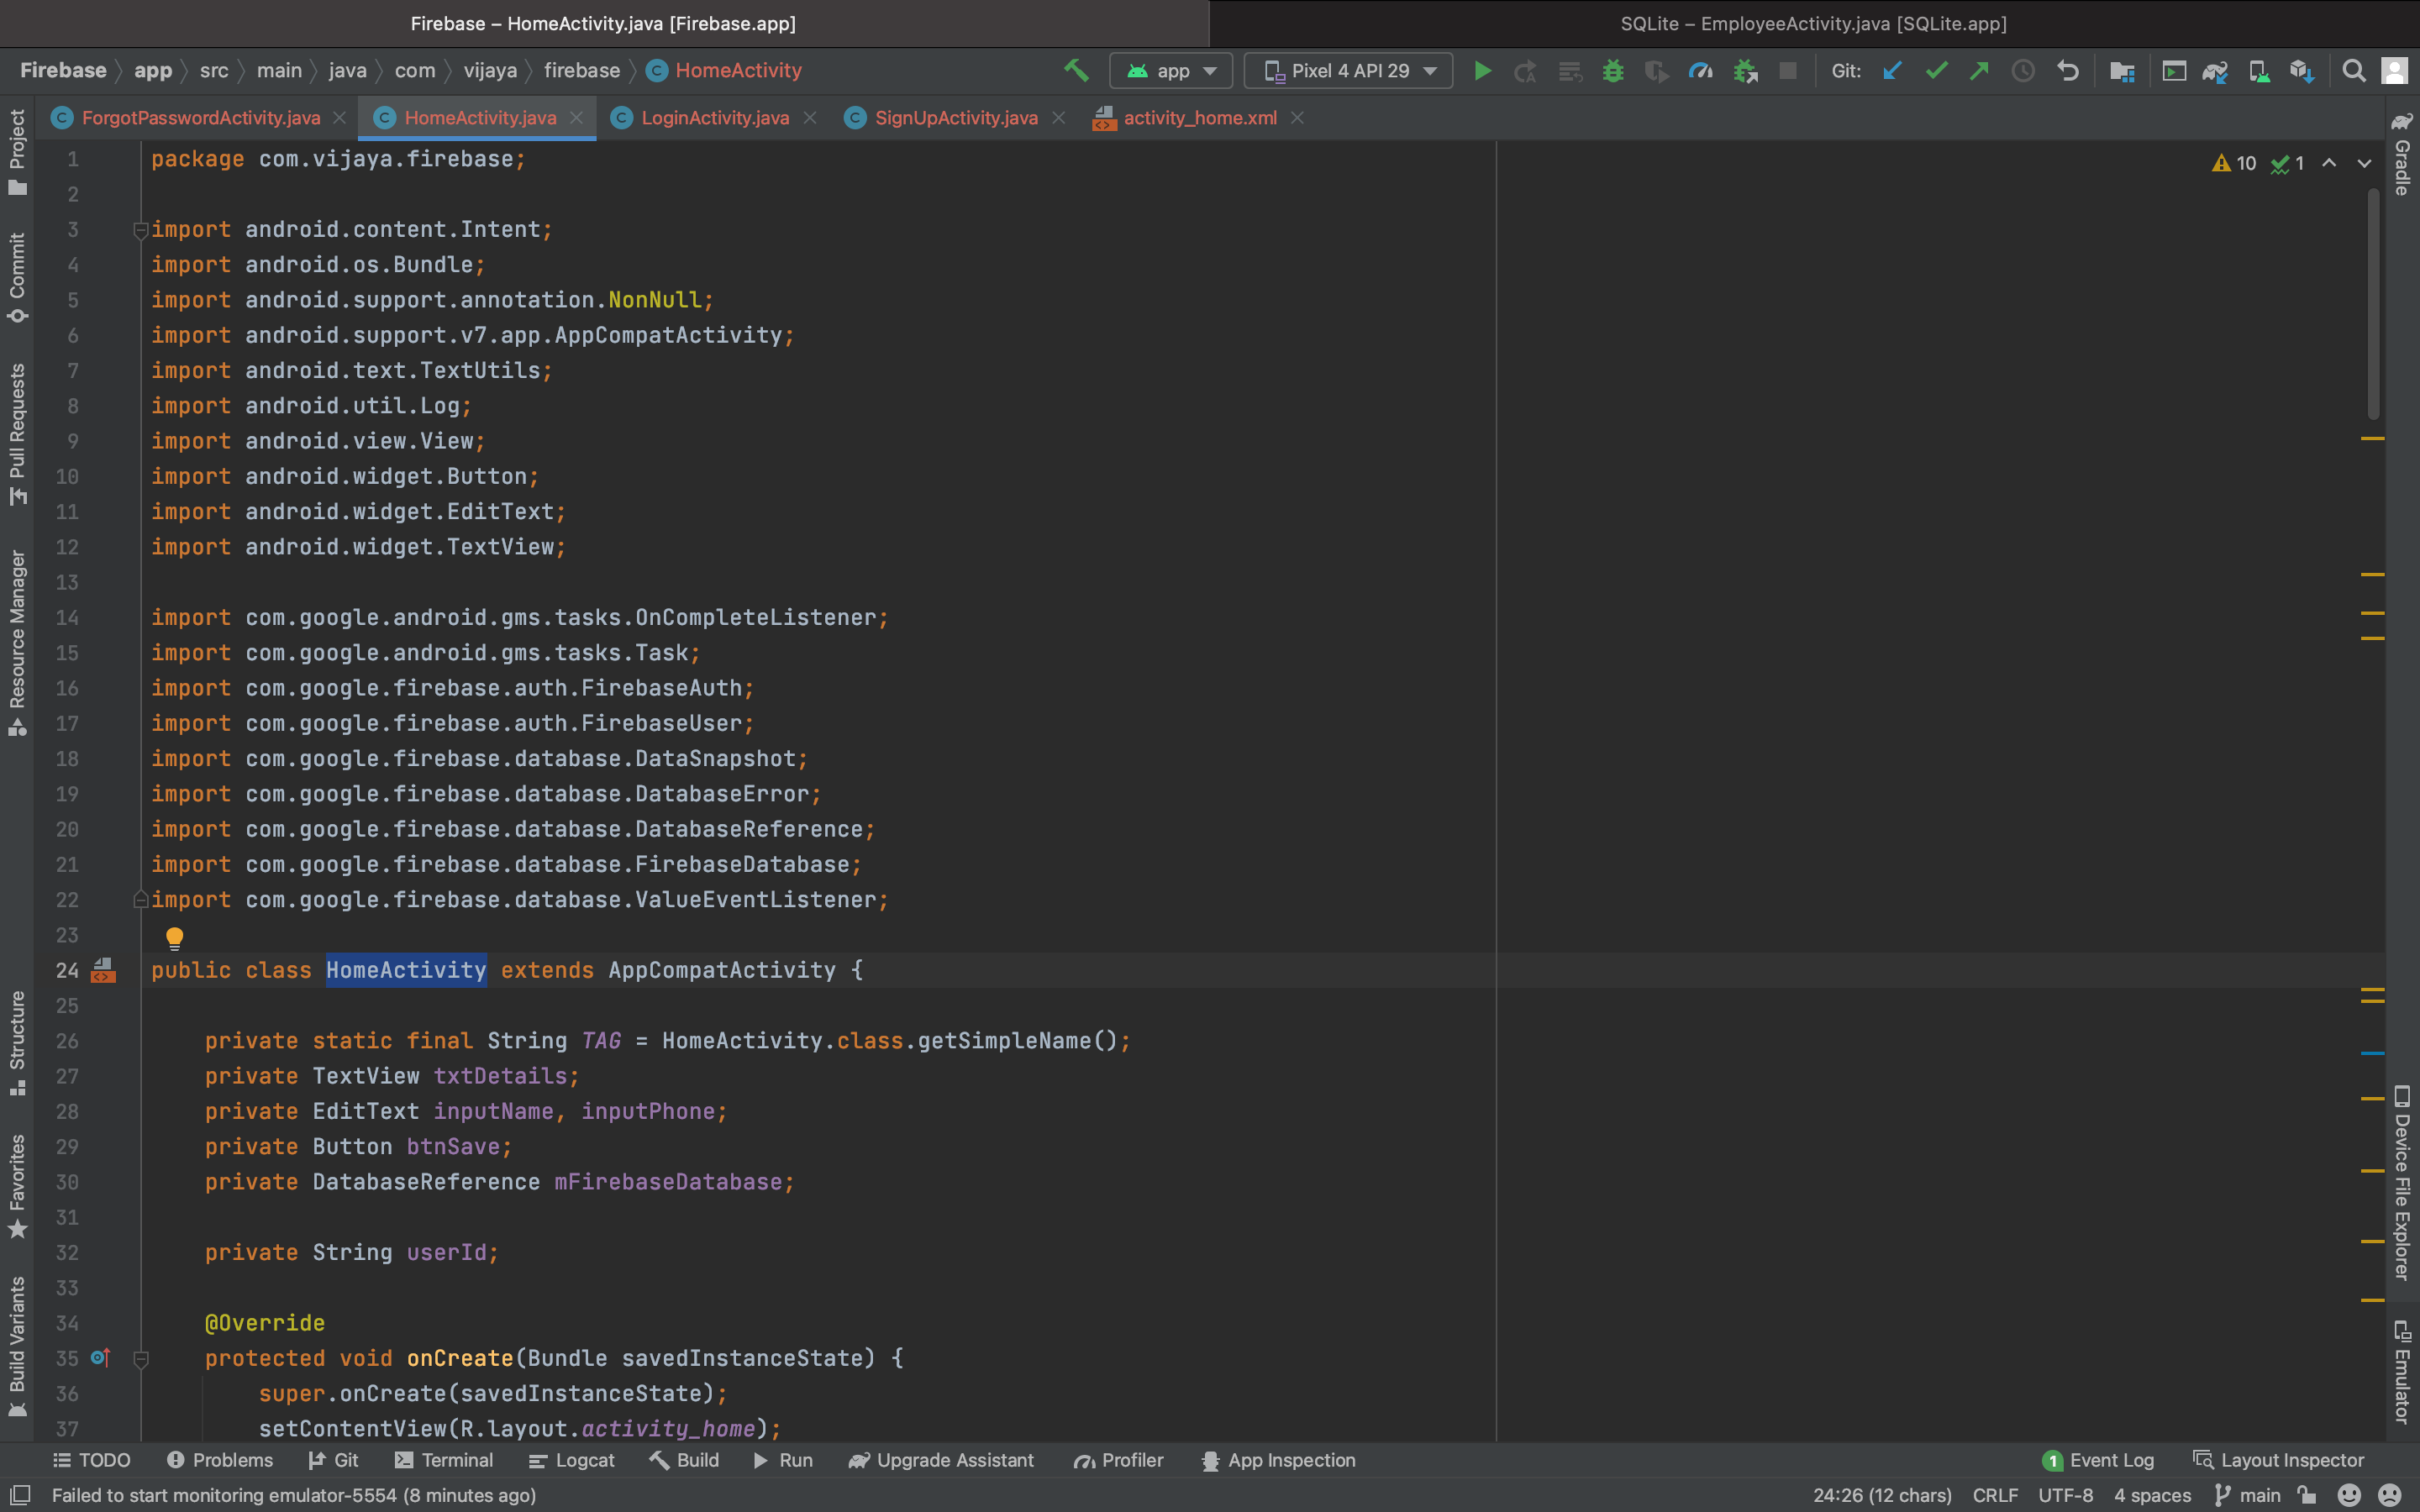 Firebase – HomeActivity.java [Firebase.app]
SQLite – EmployeeActivity.java [SQLite.app]
Firebase app src main java com vijaya firebase C HomeActivity
app Pixel 4 API 29 Git:
C ForgotPasswordActivity.java C HomeActivity.java C LoginActivity.java C SignUpActivity.java activity_home.xml
10 1
1 package com.vijaya.firebase;
2
3 import android.content.Intent;
4 import android.os.Bundle;
5 import android.support.annotation.NonNull;
6 import android.support.v7.app.AppCompatActivity;
7 import android.text.TextUtils;
8 import android.util.Log;
9 import android.view.View;
10 import android.widget.Button;
11 import android.widget.EditText;
12 import android.widget.TextView;
13
14 import com.google.android.gms.tasks.OnCompleteListener;
15 import com.google.android.gms.tasks.Task;
16 import com.google.firebase.auth.FirebaseAuth;
17 import com.google.firebase.auth.FirebaseUser;
18 import com.google.firebase.database.DataSnapshot;
19 import com.google.firebase.database.DatabaseError;
20 import com.google.firebase.database.DatabaseReference;
21 import com.google.firebase.database.FirebaseDatabase;
22 import com.google.firebase.database.ValueEventListener;
23
24 public class HomeActivity extends AppCompatActivity {
25
26 private static final String TAG = HomeActivity.class.getSimpleName();
27 private TextView txtDetails;
28 private EditText inputName, inputPhone;
29 private Button btnSave;
30 private DatabaseReference mFirebaseDatabase;
31
32 private String userId;
33
34 @Override
35 protected void onCreate(Bundle savedInstanceState) {
36 super.onCreate(savedInstanceState);
37 setContentView(R.layout.activity_home);
Project
Commit
Pull Requests
Resource Manager
Structure
Favorites
Build Variants
Gradle
Device File Explorer
Emulator
TODO Problems Git Terminal Logcat Build Run Upgrade Assistant Profiler App Inspection 1 Event Log Layout Inspector
Failed to start monitoring emulator-5554 (8 minutes ago) 24:26 (12 chars) CRLF UTF-8 4 spaces main